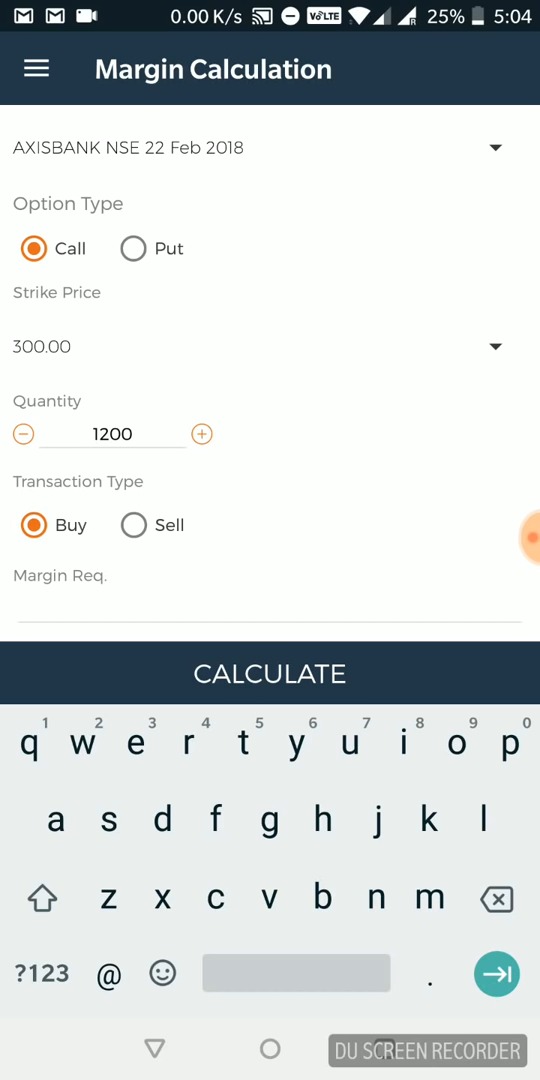 0.00 K/s VoLTE R 25% 5:04
Margin Calculation
AXISBANK NSE 22 Feb 2018
Option Type
Call Put
Strike Price
300.00
Quantity
1200
Transaction Type
Buy Sell
Margin Req.
CALCULATE
1 2 3 4 5 6 7 8 9 0
q w e r t y u i o p
a s d f g h j k l
z x c v b n m
?123 @ .
DU SCREEN RECORDER